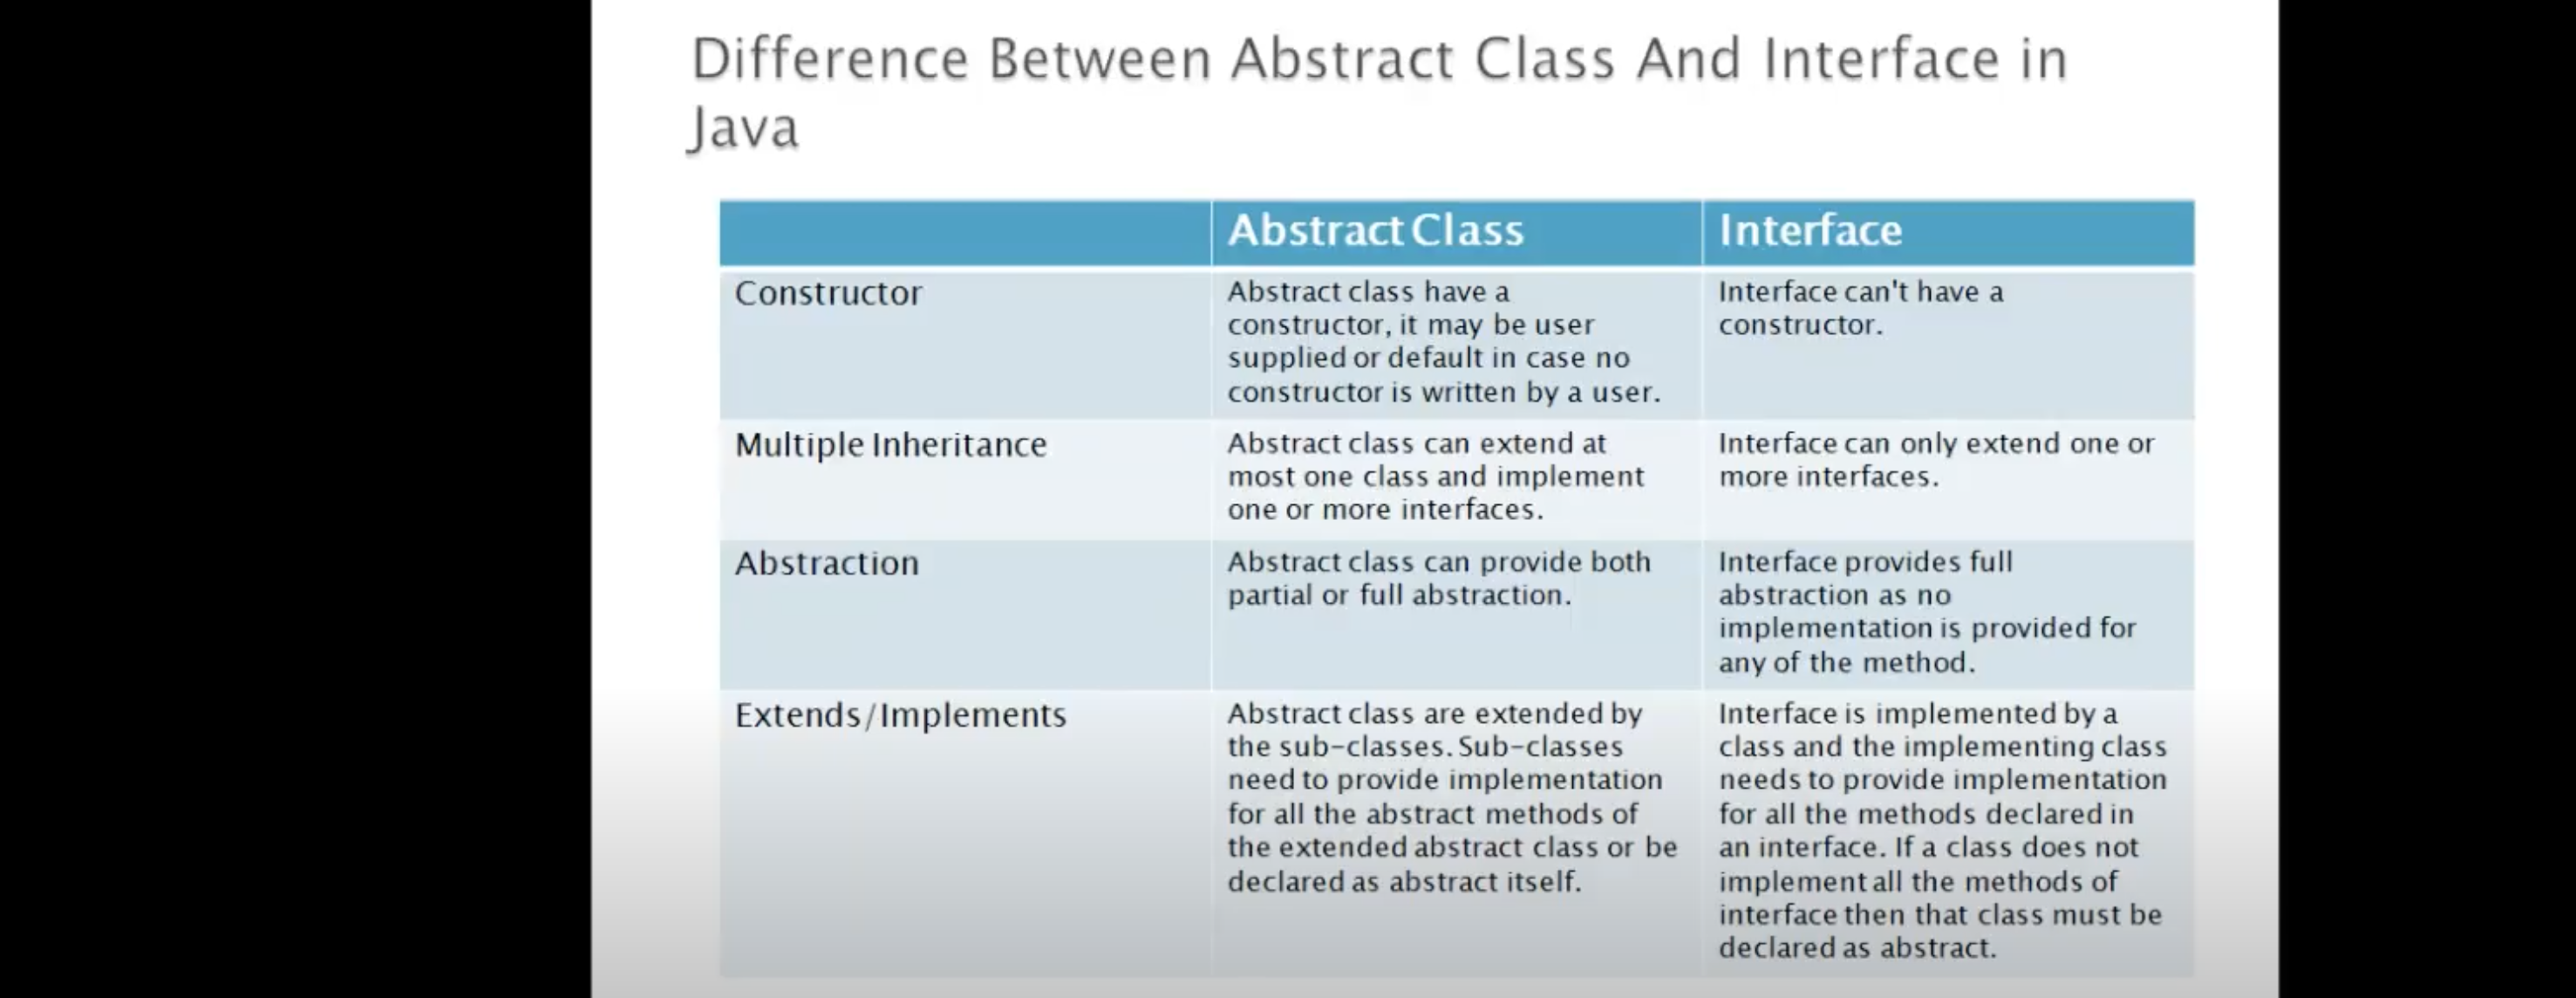 Difference Between Abstract Class And Interface in
Java
Abstract Class
Interface
Constructor
Abstract class have a
constructor, it may be user
supplied or default in case no
constructor is written by a user.
Interface can't have a
constructor.
Multiple Inheritance
Abstract class can extend at
most one class and implement
one or more interfaces.
Interface can only extend one or
more interfaces.
Abstraction
Abstract class can provide both
partial or full abstraction.
Interface provides full
abstraction as no
implementation is provided for
any of the method.
Extends/Implements
Abstract class are extended by
the sub-classes. Sub-classes
need to provide implementation
for all the abstract methods of
the extended abstract class or be
declared as abstract itself.
Interface is implemented by a
class and the implementing class
needs to provide implementation
for all the methods declared in
an interface. If a class does not
implement all the methods of
interface then that class must be
declared as abstract.